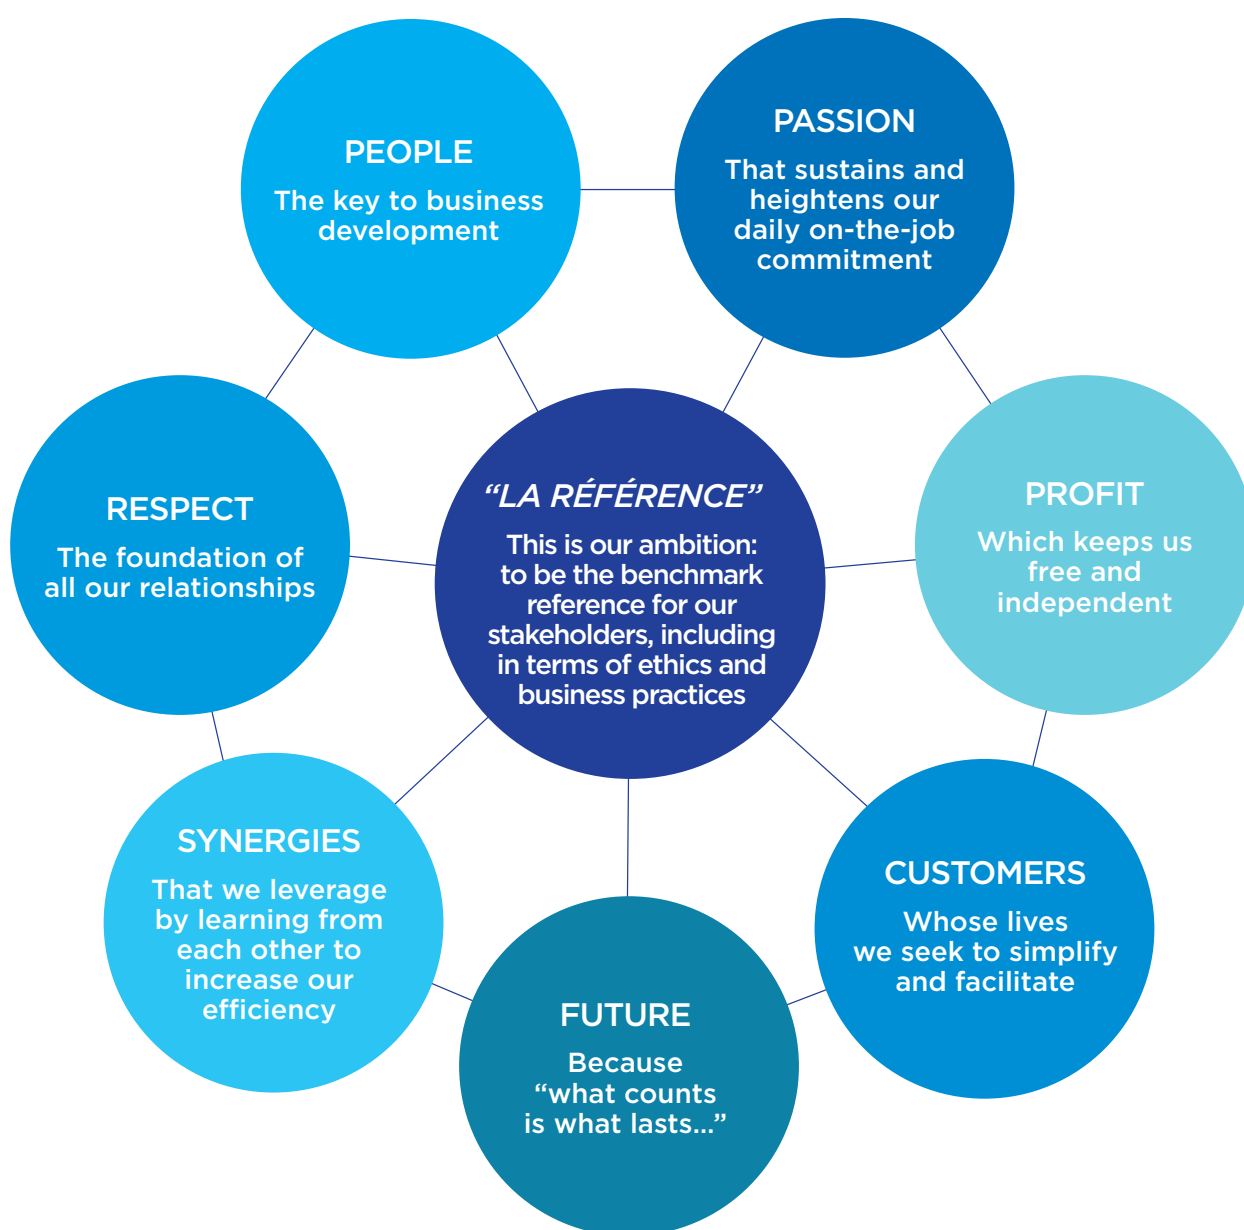 PEOPLE
The key to business
development
PASSION
That sustains and
heightens our
daily on-the-job
commitment
RESPECT
The foundation of
all our relationships
“LA RÉFÉRENCE”
This is our ambition:
to be the benchmark
reference for our
stakeholders, including
in terms of ethics and
business practices
PROFIT
Which keeps us
free and
independent
SYNERGIES
That we leverage
by learning from
each other to
increase our
efficiency
CUSTOMERS
Whose lives
we seek to simplify
and facilitate
FUTURE
Because
“what counts
is what lasts...”